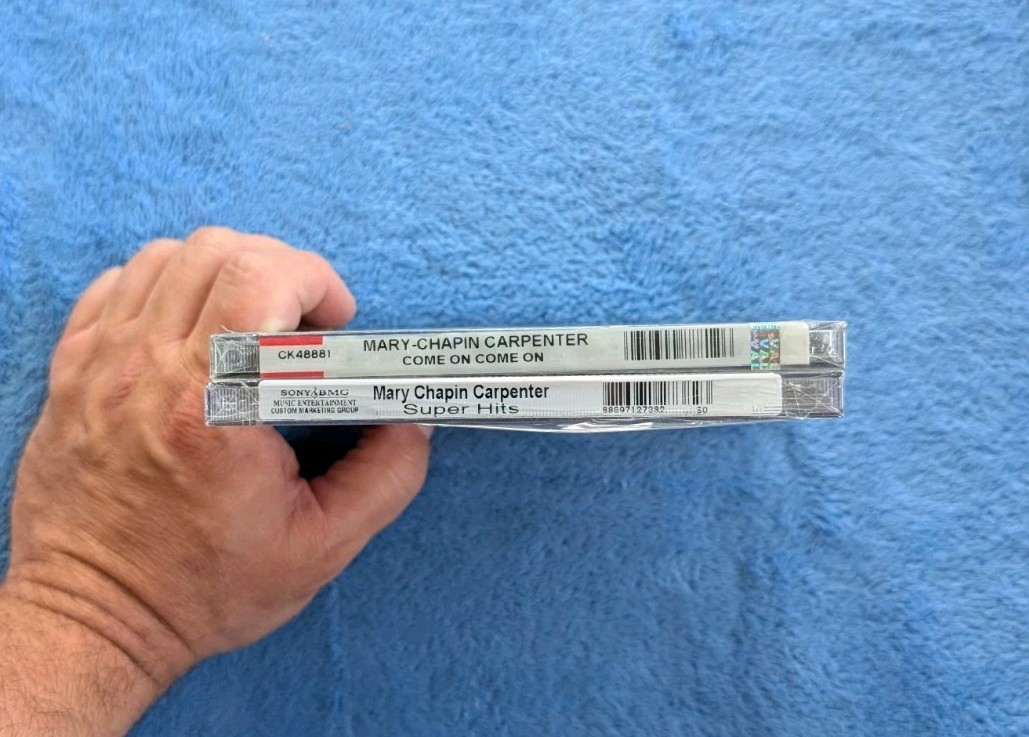 CK48881
MARY-CHAPIN CARPENTER
COME ON COME ON
SONY BMG
MUSIC ENTERTAINMENT
CUSTOM MARKETING GROUP
Mary Chapin Carpenter
Super Hits